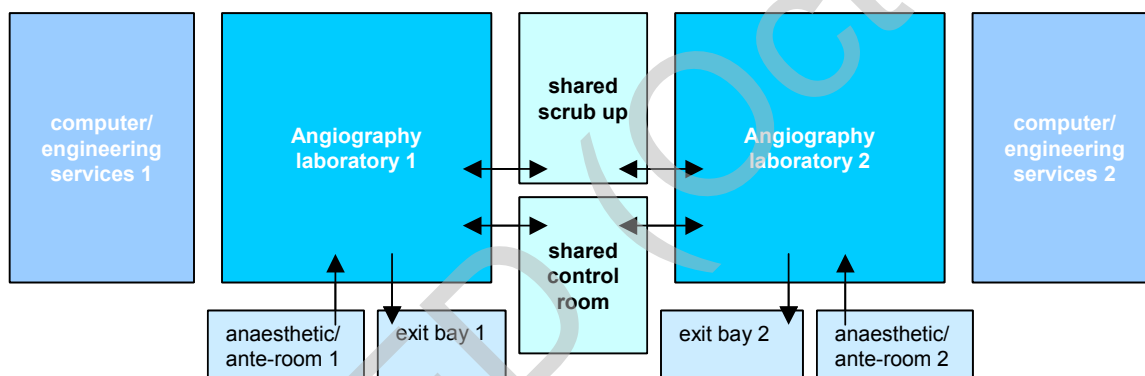 computer/
engineering
services 1
Angiography
laboratory 1
shared
scrub up
Angiography
laboratory 2
computer/
engineering
services 2
shared
control
room
anaesthetic/
ante-room 1
exit bay 1
exit bay 2
anaesthetic/
ante-room 2